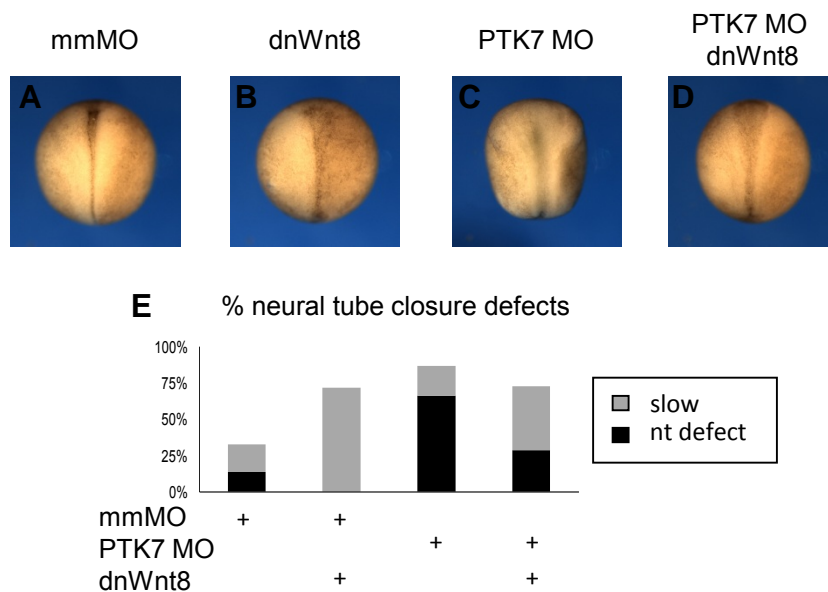 mmMO
dnWnt8
PTK7 MO
PTK7 MO
dnWnt8
A
B
C
D
E % neural tube closure defects
100%
75%
50%
25%
0%
slow
nt defect
mmMO + +
PTK7 MO + +
dnWnt8 + +